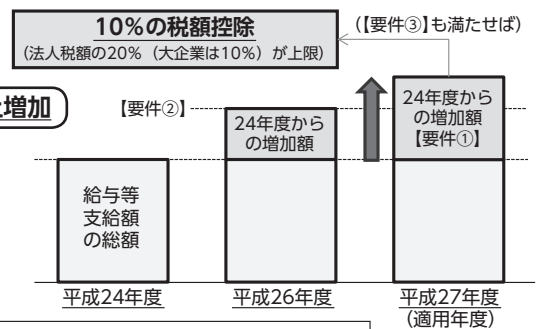 10%の税額控除
(法人税額の20%(大企業は10%)が上限)
(【要件③】も満たせば)
増加
【要件②】
24年度から
の増加額
24年度から
の増加額
【要件①】
給与等
支給額
の総額
平成24年度
平成26年度
平成27年度
(適用年度)